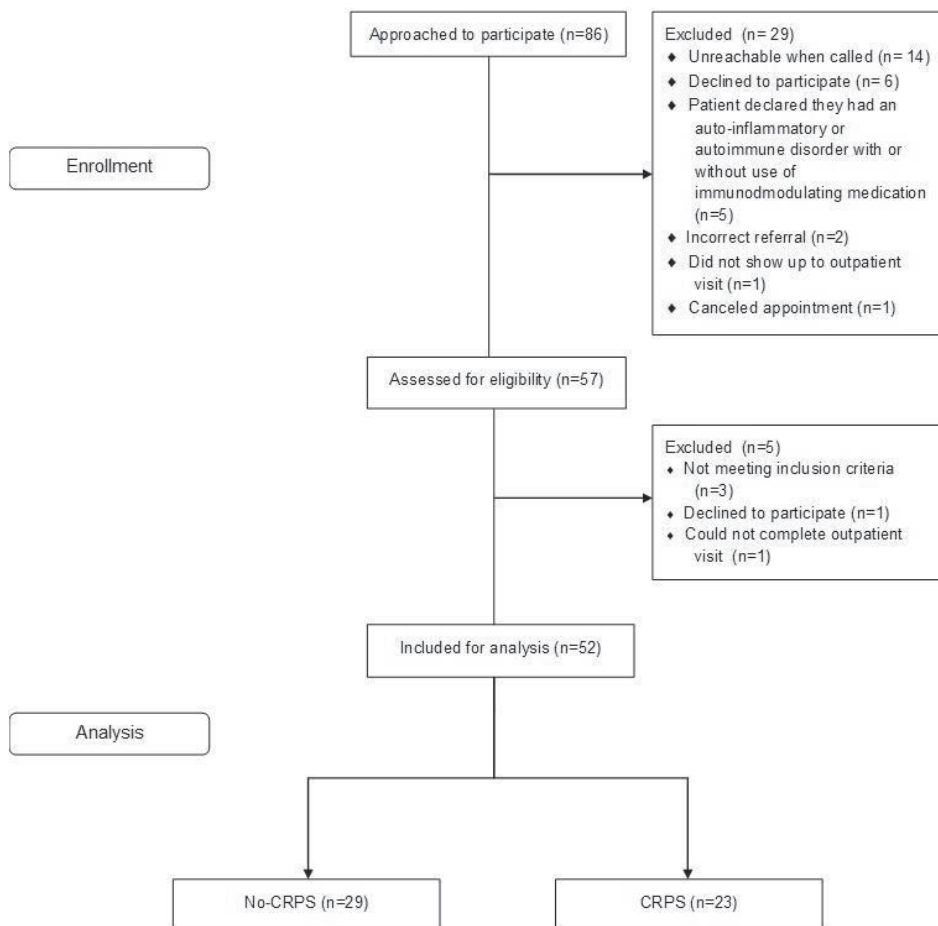 Approached to participate (n=86)
Excluded (n= 29)
♦ Unreachable when called (n= 14)
♦ Declined to participate (n= 6)
♦ Patient declared they had an
auto-inflammatory or
autoimmune disorder with or
without use of
immunodmodulating medication
(n=5)
♦ Incorrect referral (n=2)
♦ Did not show up to outpatient
visit (n=1)
♦ Canceled appointment (n=1)
Enrollment
Assessed for eligibility (n=57)
Excluded (n=5)
♦ Not meeting inclusion criteria
(n=3)
♦ Declined to participate (n=1)
♦ Could not complete outpatient
visit (n=1)
Included for analysis (n=52)
Analysis
No-CRPS (n=29)
CRPS (n=23)